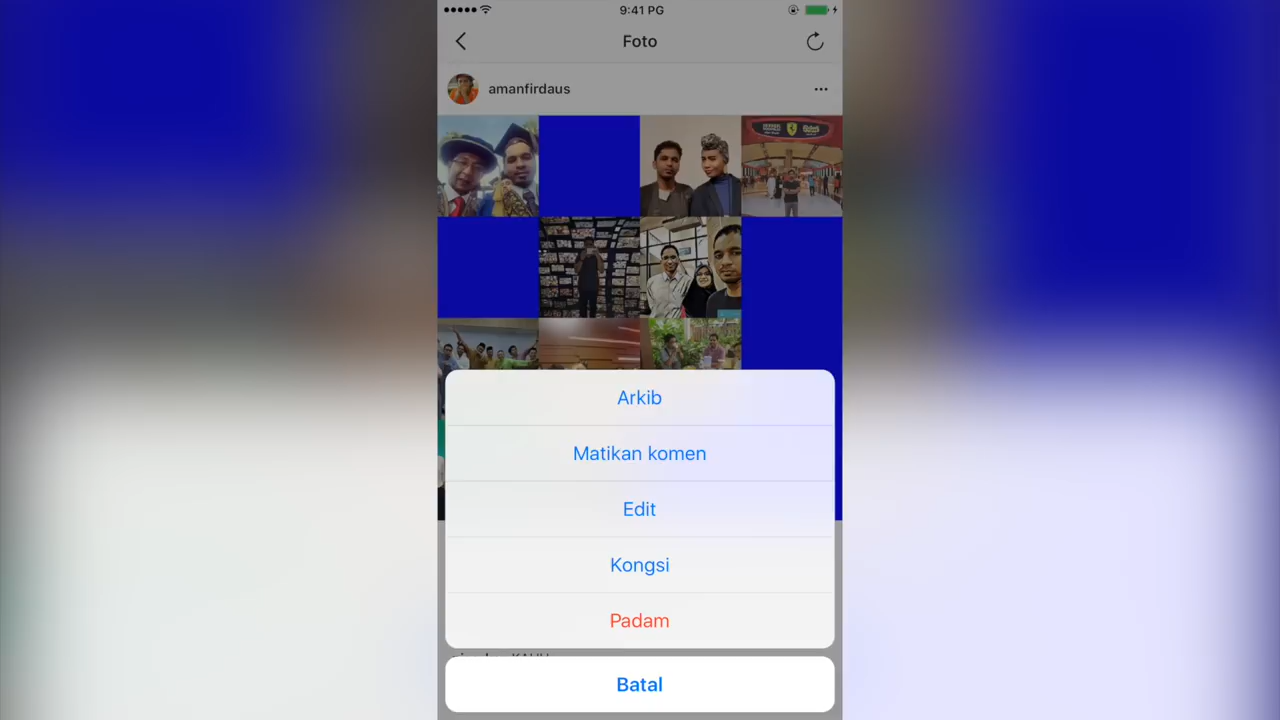 9:41 PG
Foto
amanfirdaus
Arkib
Matikan komen
Edit
Kongsi
Padam
Batal